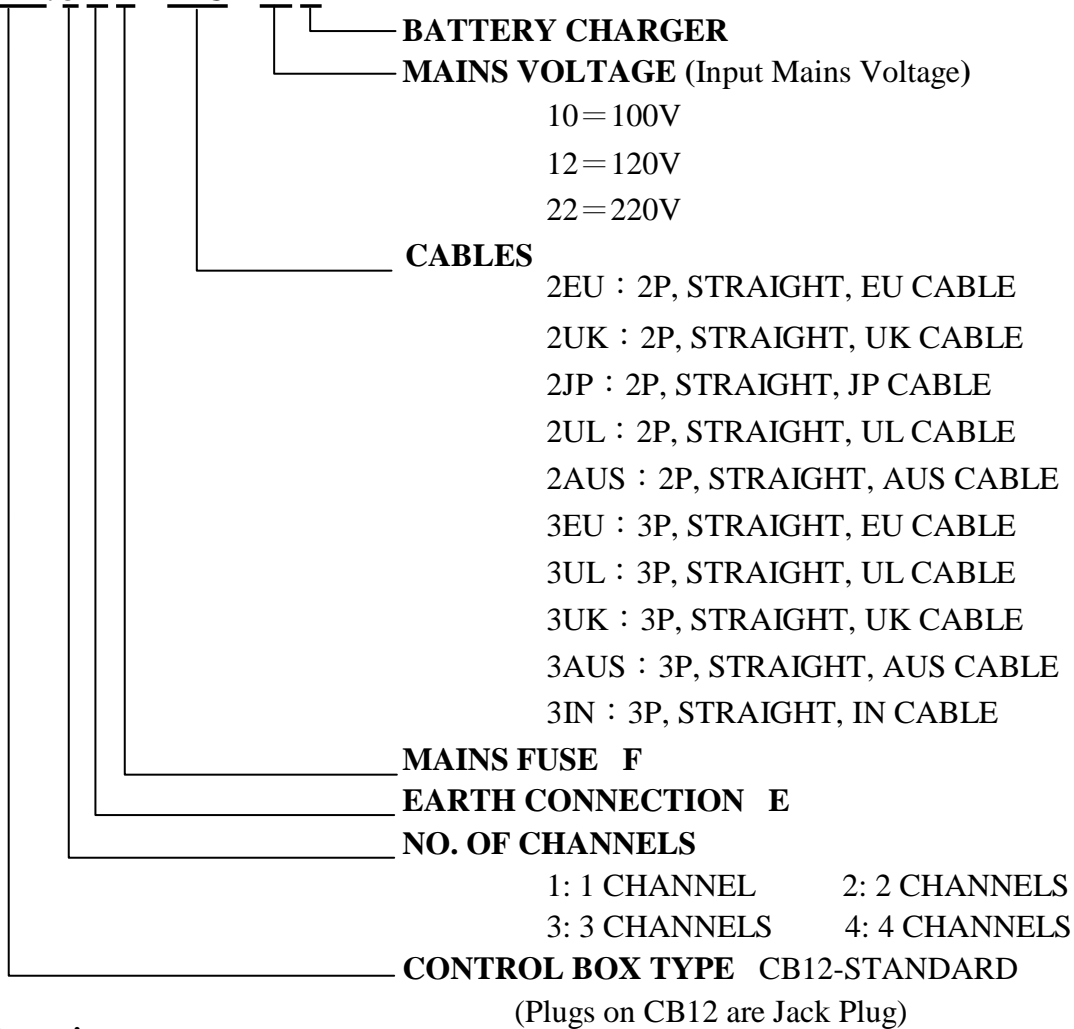 BATTERY CHARGER
MAINS VOLTAGE (Input Mains Voltage)
10＝100V
12＝120V
22＝220V
CABLES
2EU：2P, STRAIGHT, EU CABLE
2UK：2P, STRAIGHT, UK CABLE
2JP：2P, STRAIGHT, JP CABLE
2UL：2P, STRAIGHT, UL CABLE
2AUS：2P, STRAIGHT, AUS CABLE
3EU：3P, STRAIGHT, EU CABLE
3UL：3P, STRAIGHT, UL CABLE
3UK：3P, STRAIGHT, UK CABLE
3AUS：3P, STRAIGHT, AUS CABLE
3IN：3P, STRAIGHT, IN CABLE
MAINS FUSE F
EARTH CONNECTION E
NO. OF CHANNELS
1: 1 CHANNEL 2: 2 CHANNELS
3: 3 CHANNELS 4: 4 CHANNELS
CONTROL BOX TYPE CB12-STANDARD
(Plugs on CB12 are Jack Plug)